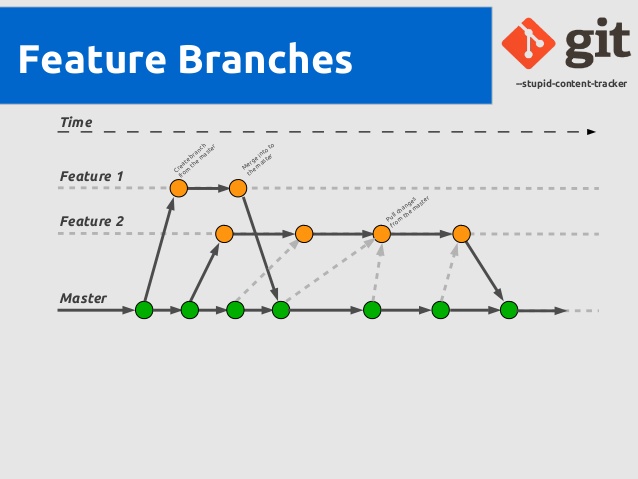 Feature Branches
git
--stupid-content-tracker
Time
Create branch
from the master
Merge into to
the master
Feature 1
Pull changes
from the master
Feature 2
Master